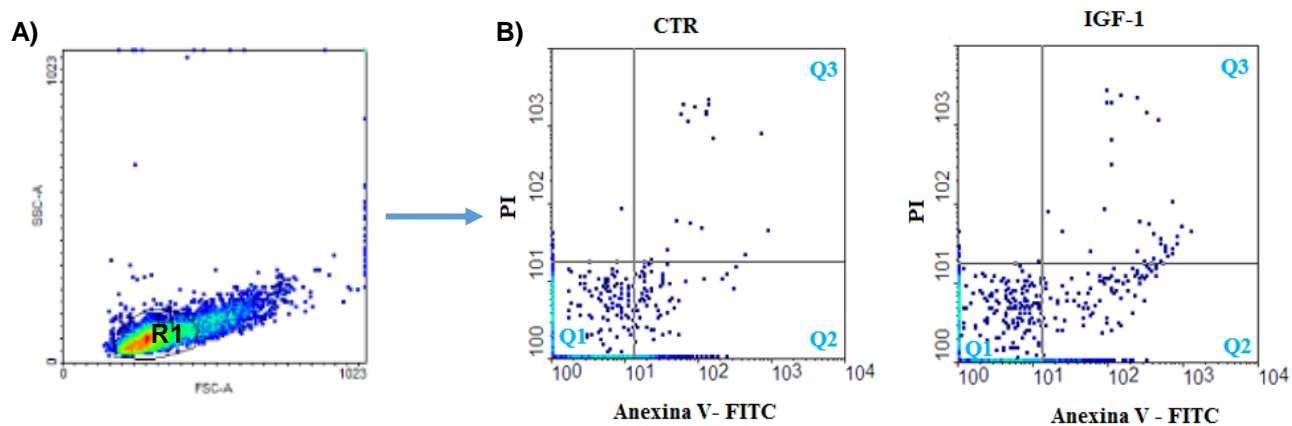 A)
1023
SSC-A
R1
0
0
1023
FSC-A
B)
CTR
Q3
103
102
101
100
PI
Q1
Q2
100
101
102
103
104
Anexina V- FITC
IGF-1
Q3
103
102
101
100
PI
Q1
Q2
100
101
102
103
104
Anexina V - FITC